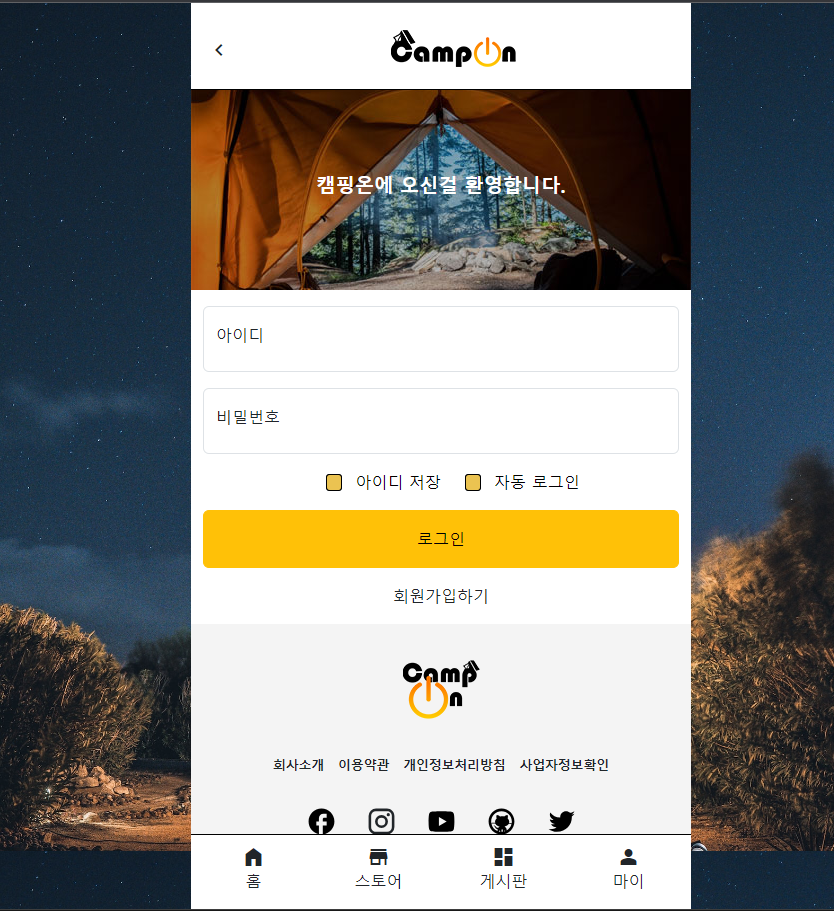 CampOn
캠핑온에 오신걸 환영합니다.
아이디
비밀번호
아이디 저장 자동 로그인
로그인
회원가입하기
Camp
On
회사소개 이용약관 개인정보처리방침 사업자정보확인
홈 스토어 게시판 마이